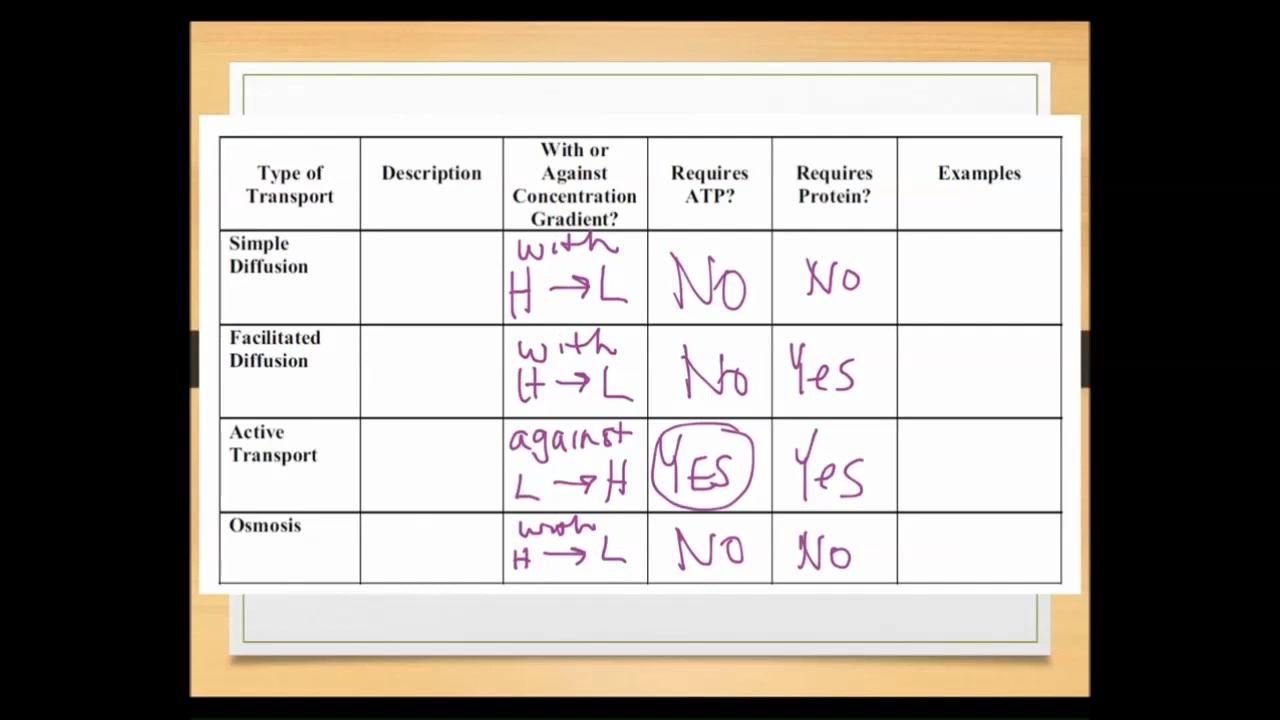 Type of Transport
Description
With or Against Concentration Gradient?
Requires ATP?
Requires Protein?
Examples
Simple Diffusion
with
H → L
No
No
Facilitated Diffusion
with
H → L
No
Yes
Active Transport
against
L → H
YES
Yes
Osmosis
with
H → L
NO
No